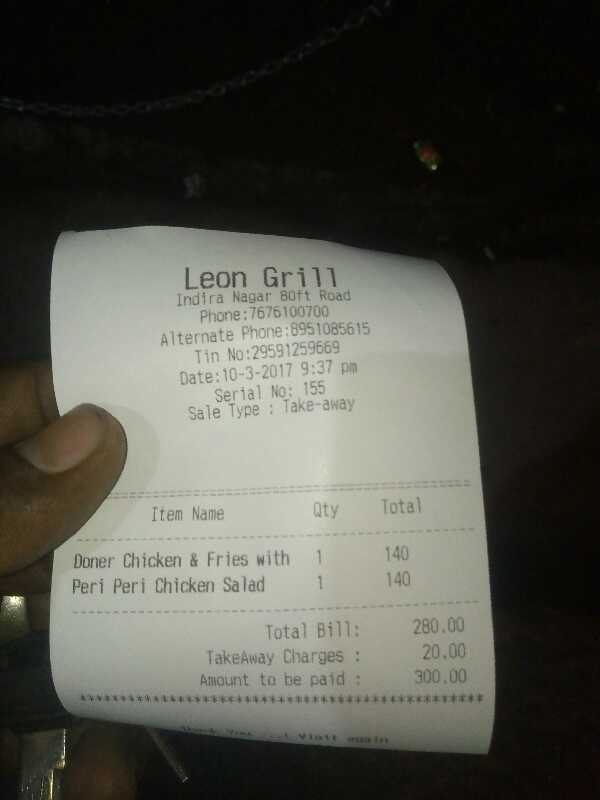 Leon Grill
Indira Nagar 80ft Road
Phone:7676100700
Alternate Phone:8951085615
Tin No:29591259669
Date:10-3-2017 9:37 pm
Serial No: 155
Sale Type : Take-away
Item Name Qty Total
Doner Chicken & Fries with 1 140
Peri Peri Chicken Salad 1 140
Total Bill: 280.00
TakeAway Charges : 20.00
Amount to be paid : 300.00
Thank You ...! Visit again